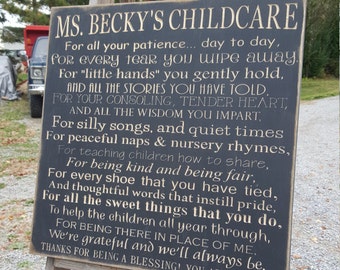 MS. BECKY'S CHILDCARE
For all your patience... day to day,
FOR EVERY TEAR YOU WIPE AWAY.
For "little hands" you gently hold,
AND ALL THE STORIES YOU HAVE TOLD.
FOR YOUR CONSOLING, TENDER HEART,
AND ALL THE WISDOM YOU IMPART.
For silly songs, and quiet times
For peaceful naps & nursery rhymes,
For teaching children how to share,
For being kind and being fair,
For every shoe that you have tied,
And thoughtful words that instill pride,
For all the sweet things that you do,
To help the children all year through,
FOR BEING THERE IN PLACE OF ME,
We're grateful and we'll always be.
THANKS FOR BEING A BLESSING!